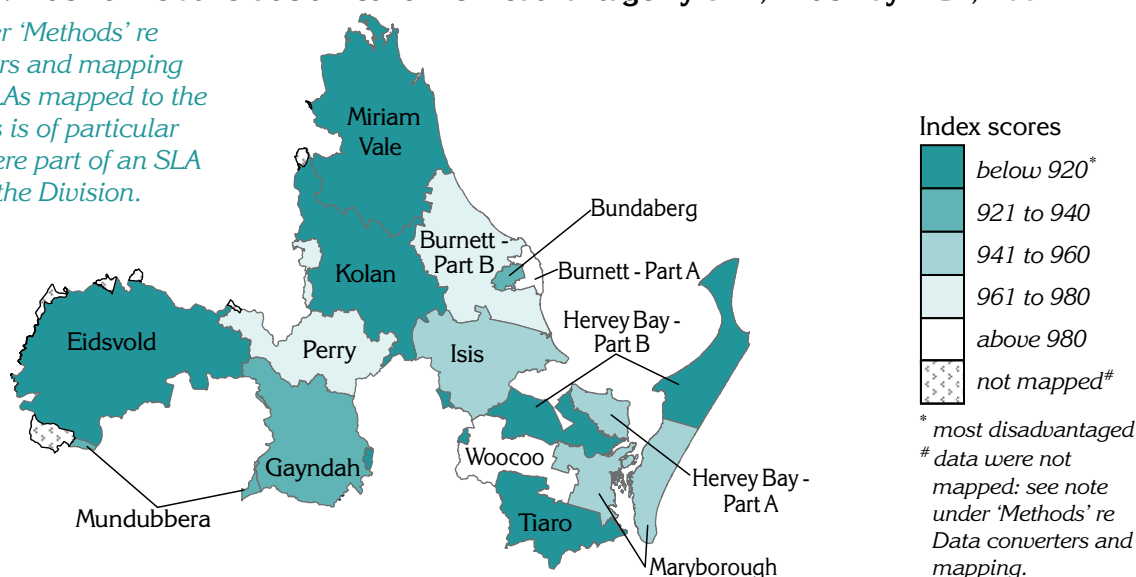 er ‘Methods’ re
rs and mapping
LAs mapped to the
s is of particular
ere part of an SLA
the Division.
Miriam
Vale
Bundaberg
Burnett -
Part B
Burnett - Part A
Kolan
Hervey Bay -
Part B
Eidsvold
Perry
Isis
Gayndah
Woocoo
Hervey Bay -
Part A
Mundubbera
Tiaro
Maryborough
Index scores
below 920*
921 to 940
941 to 960
961 to 980
above 980
not mapped#
* most disadvantaged
# data were not
mapped: see note
under ‘Methods’ re
Data converters and
mapping.